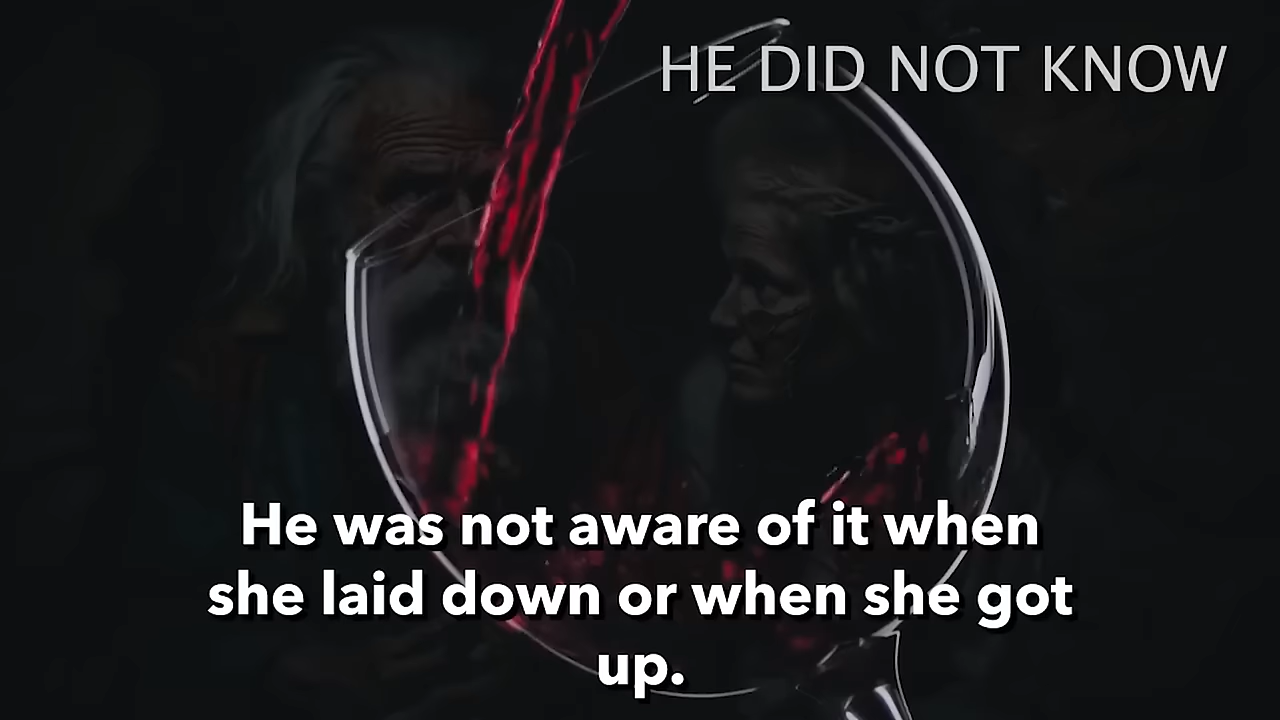 HE DID NOT KNOW
He was not aware of it when
she laid down or when she got
up.